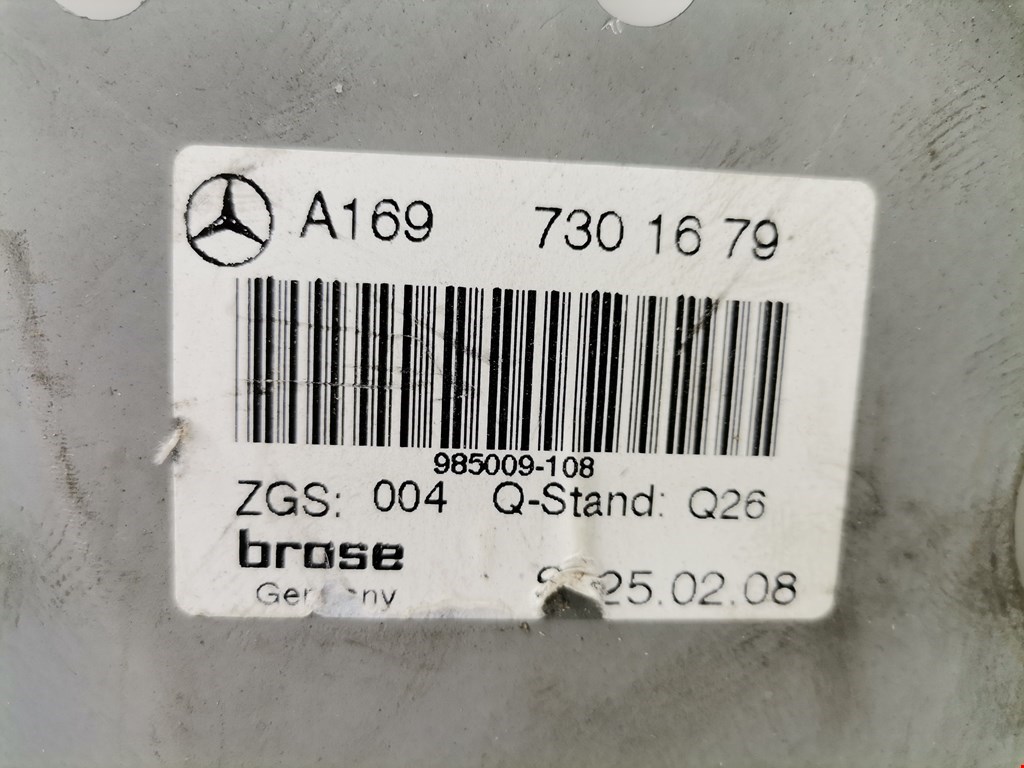 A169 730 16 79
985009-108
ZGS: 004 Q-Stand: Q26
brose
25.02.08